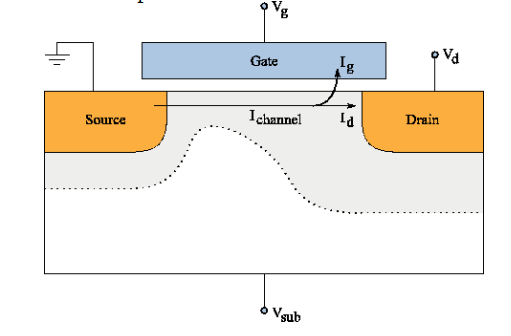 Vg
Gate
Ig
Vd
Source
Ichannel
Id
Drain
Vsub